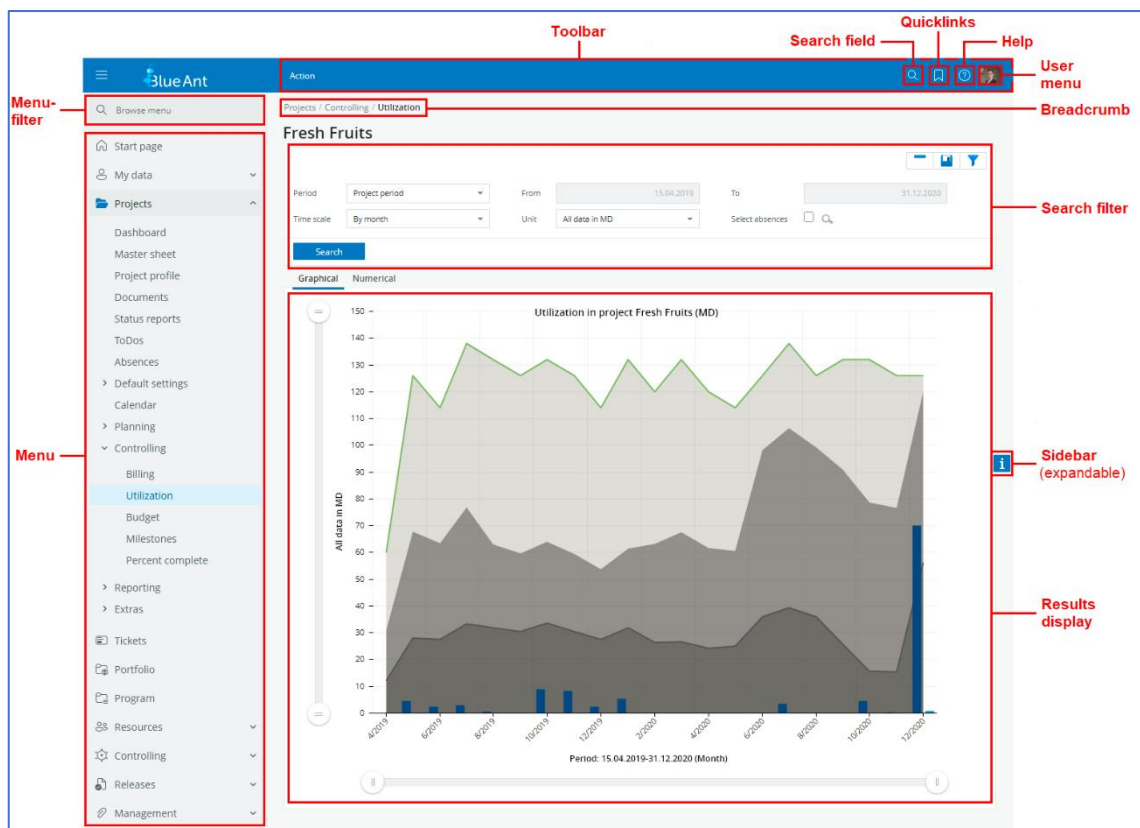 Quicklinks
Toolbar
Search field
Help
BlueAnt
Action
User
menu
Menu-
filter
Browse menu
Projects / Controlling / Utilization
Breadcrumb
Fresh Fruits
Start page
My data
Projects
Dashboard
Master sheet
Project profile
Documents
Status reports
ToDos
Absences
Default settings
Calendar
Planning
Controlling
Billing
Utilization
Budget
Milestones
Percent complete
Reporting
Extras
Tickets
Portfolio
Program
Resources
Controlling
Releases
Management
Menu
Period Project period From 15.04.2019 To 31.12.2020
Time scale By month Unit All data in MD Select absences
Search
Search filter
Graphical Numerical
Utilization in project Fresh Fruits (MD)
150
140
130
120
110
100
90
80
70
60
50
40
30
20
10
0
All data in MD
4/2019 6/2019 8/2019 10/2019 12/2019 2/2020 4/2020 6/2020 8/2020 10/2020 12/2020
Period: 15.04.2019-31.12.2020 (Month)
i
Sidebar
(expandable)
Results
display